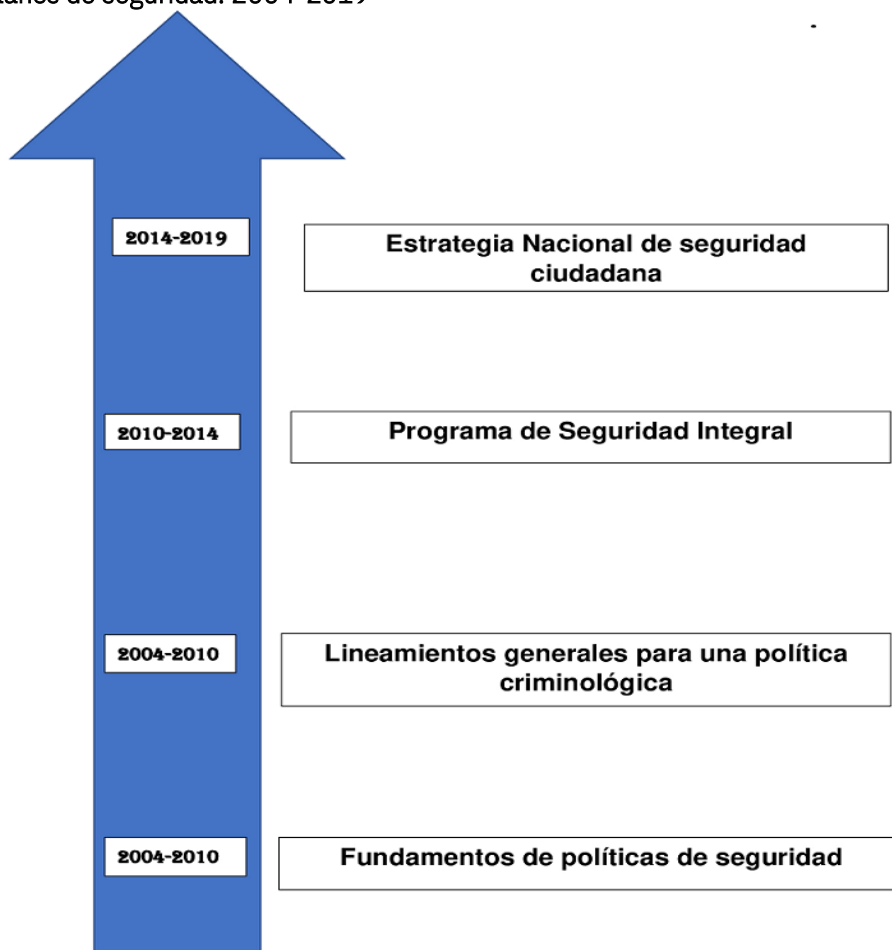 de seguridad. 2004-2019
2014-2019
Estrategia Nacional de seguridad
ciudadana
2010-2014
Programa de Seguridad Integral
2004-2010
Lineamientos generales para una política
criminológica
2004-2010
Fundamentos de políticas de seguridad